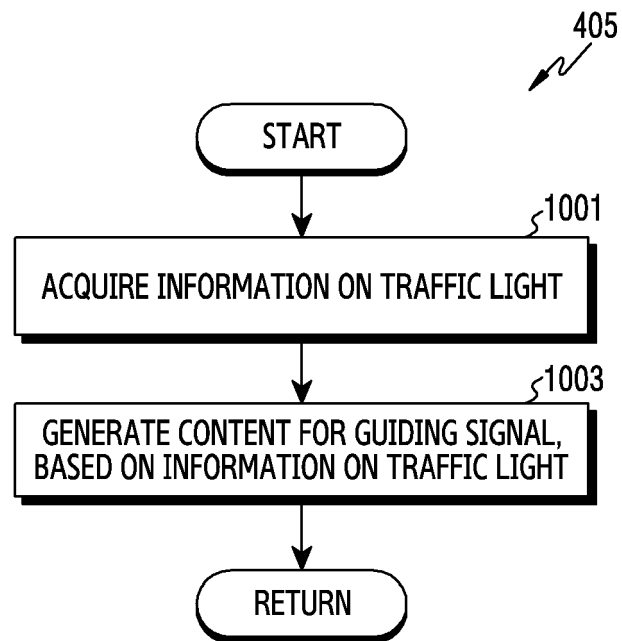 405
START
1001
ACQUIRE INFORMATION ON TRAFFIC LIGHT
1003
GENERATE CONTENT FOR GUIDING SIGNAL,
BASED ON INFORMATION ON TRAFFIC LIGHT
RETURN